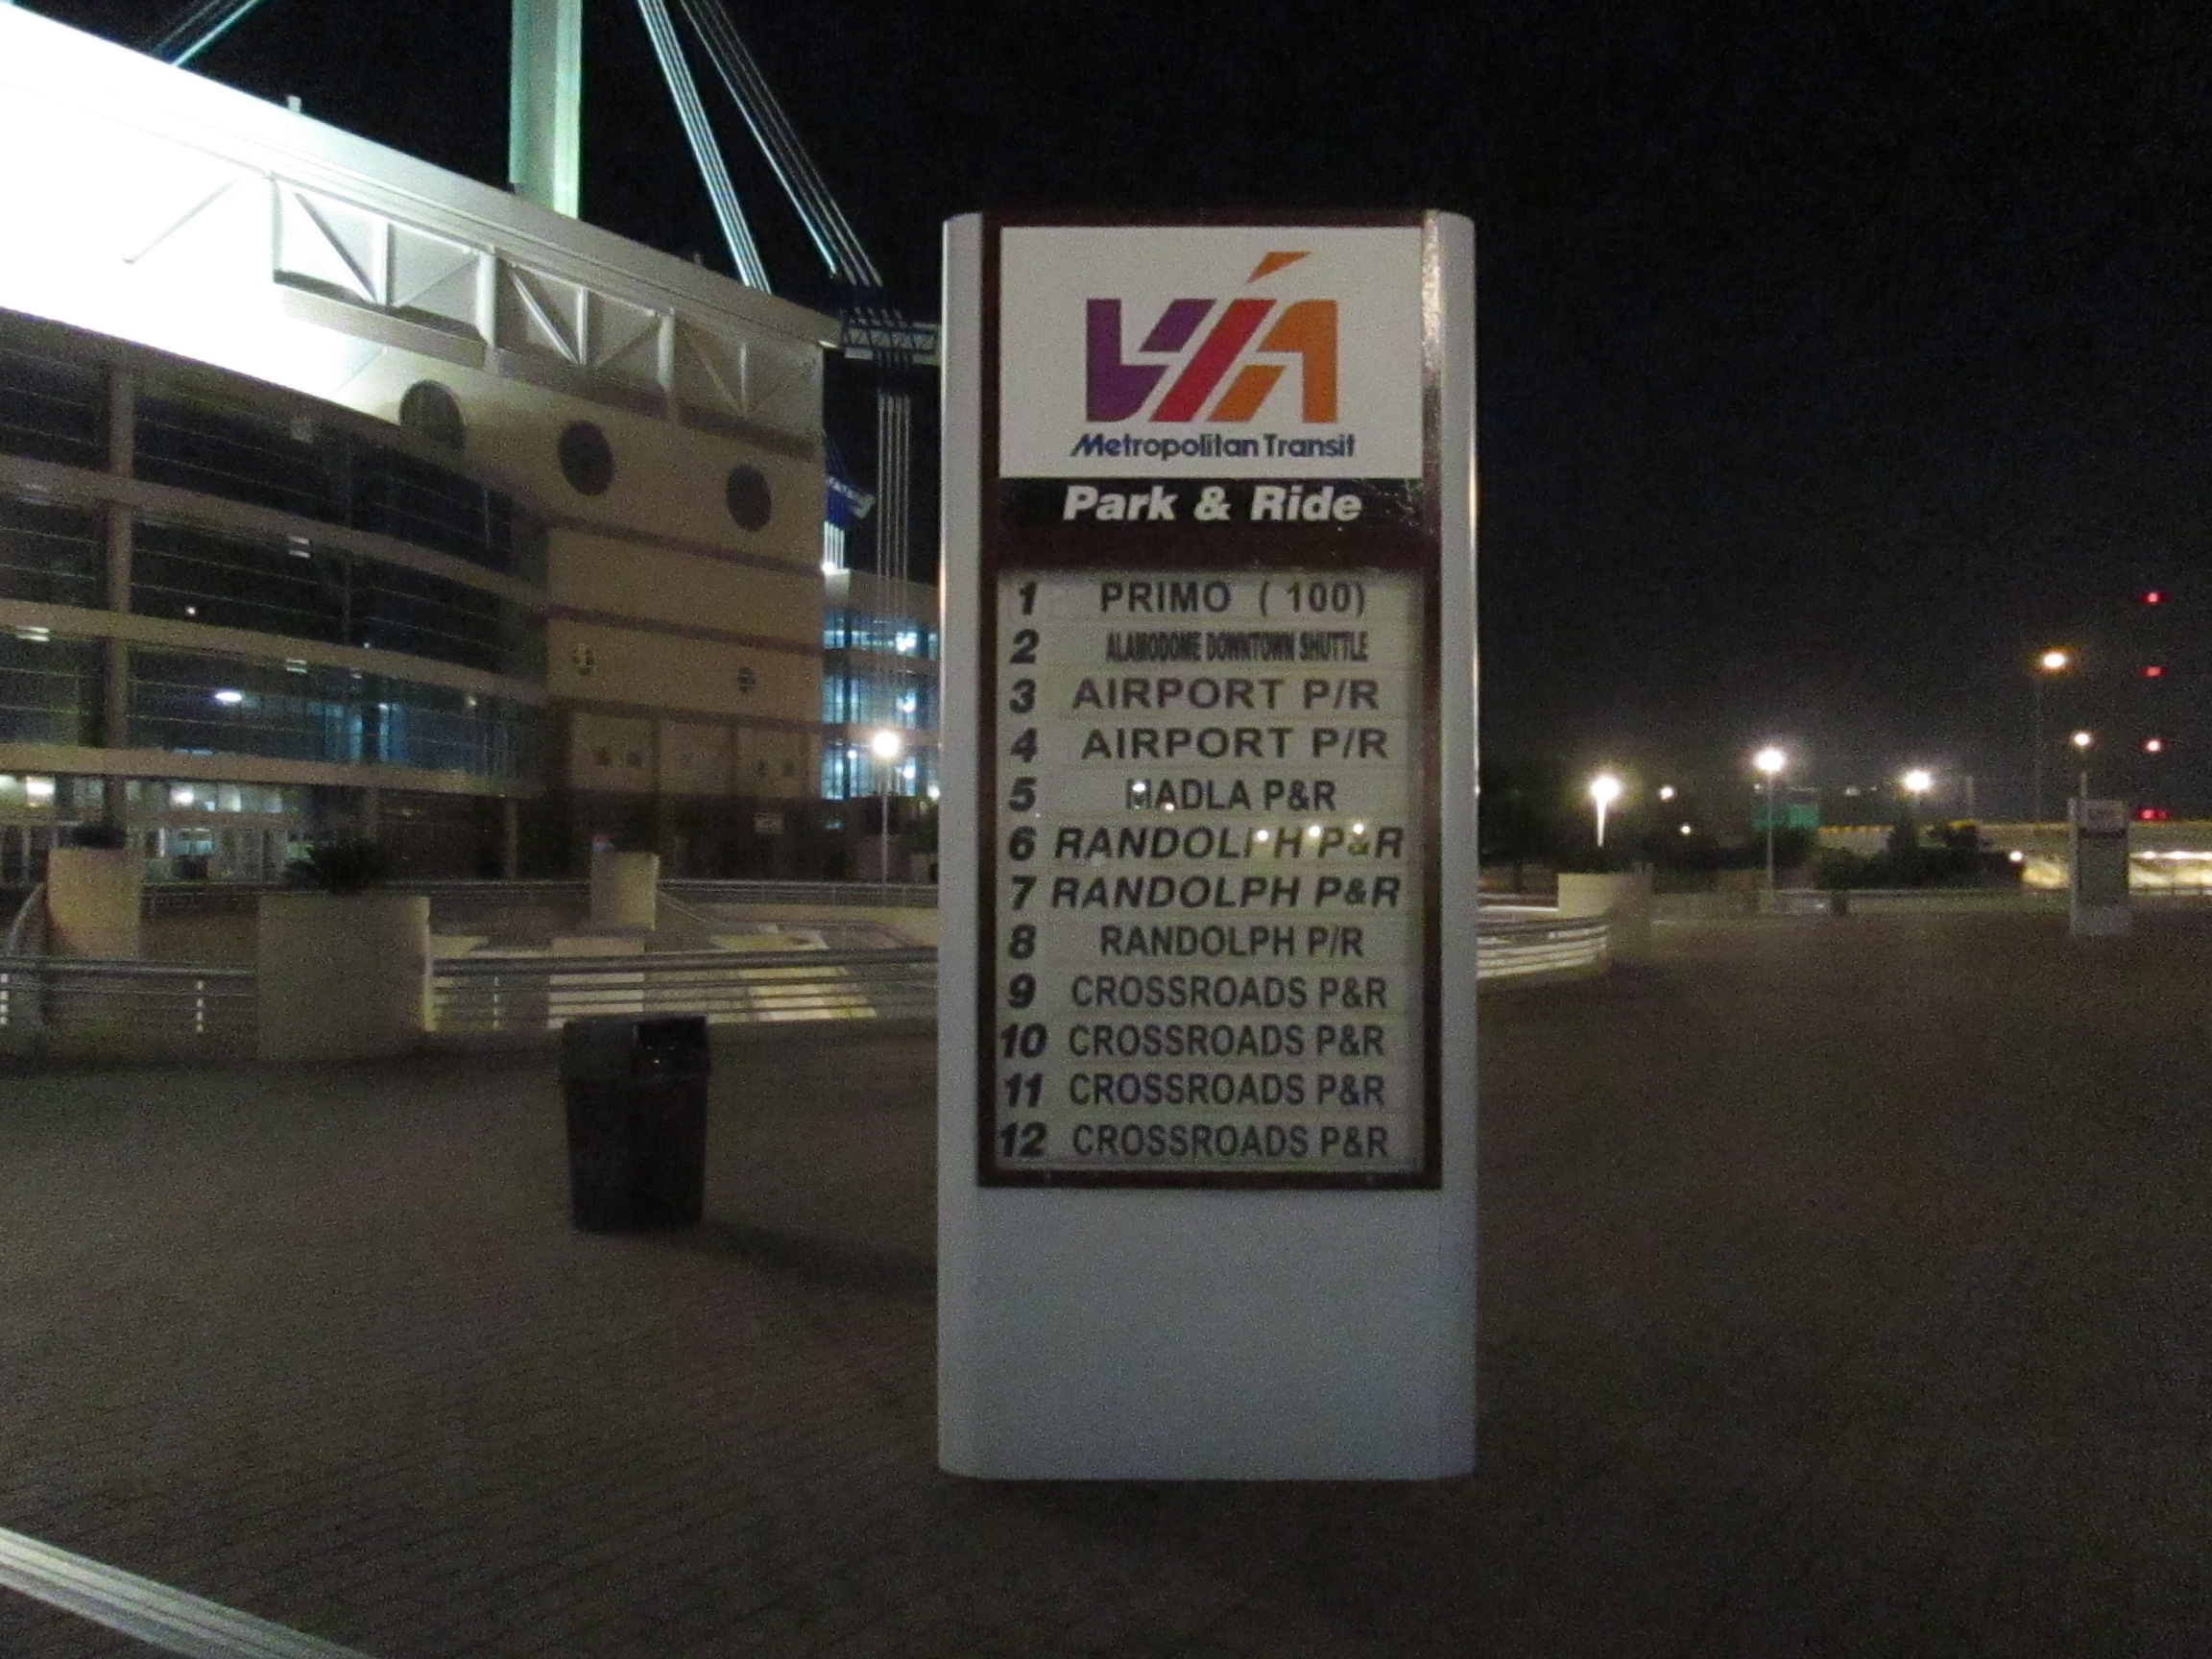 VIA
Metropolitan Transit
Park & Ride
1 PRIMO ( 100)
2 ALAMODOME DOWNTOWN SHUTTLE
3 AIRPORT P/R
4 AIRPORT P/R
5 MADLA P&R
6 RANDOLPH P&R
7 RANDOLPH P&R
8 RANDOLPH P/R
9 CROSSROADS P&R
10 CROSSROADS P&R
11 CROSSROADS P&R
12 CROSSROADS P&R